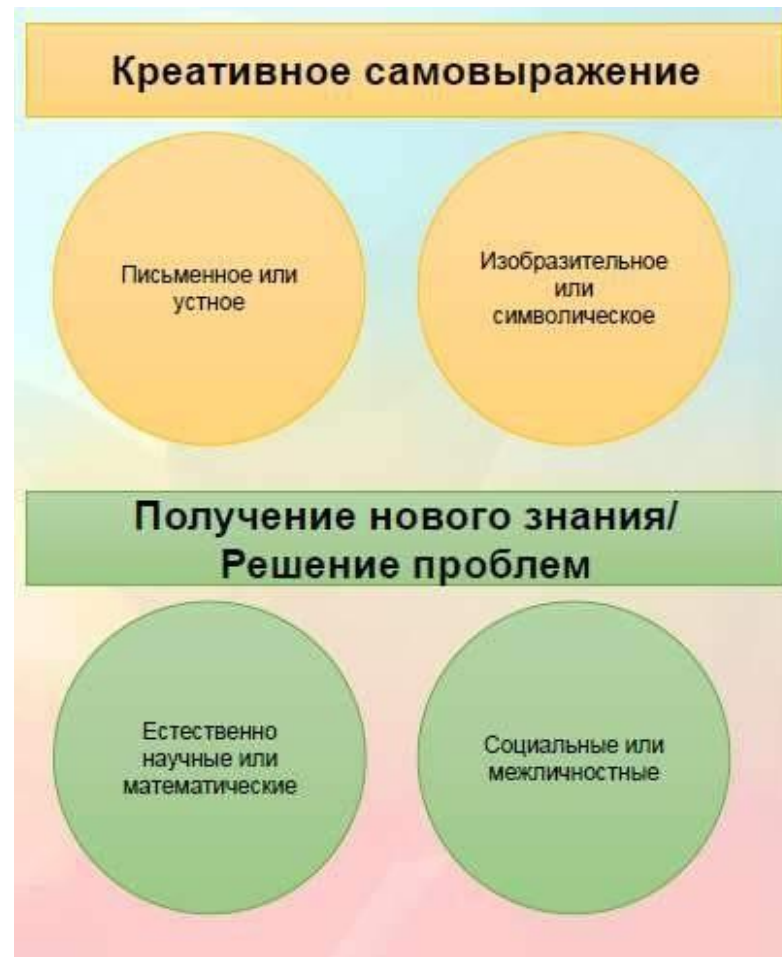 Креативное самовыражение
Письменное или
устное
Изобразительное
или
символическое
Получение нового знания/
Решение проблем
Естественно
научные или
математические
Социальные или
межличностные